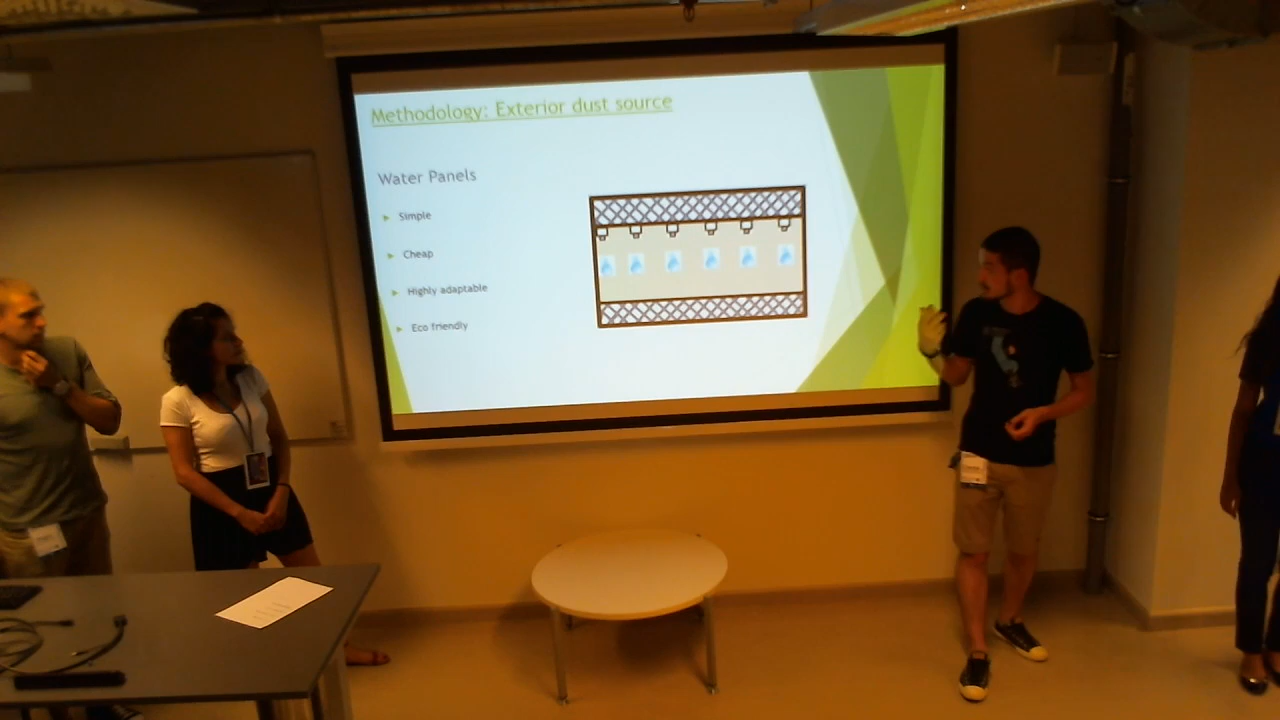 Methodology: Exterior dust source
Water Panels
Simple
Cheap
Highly adaptable
Eco friendly